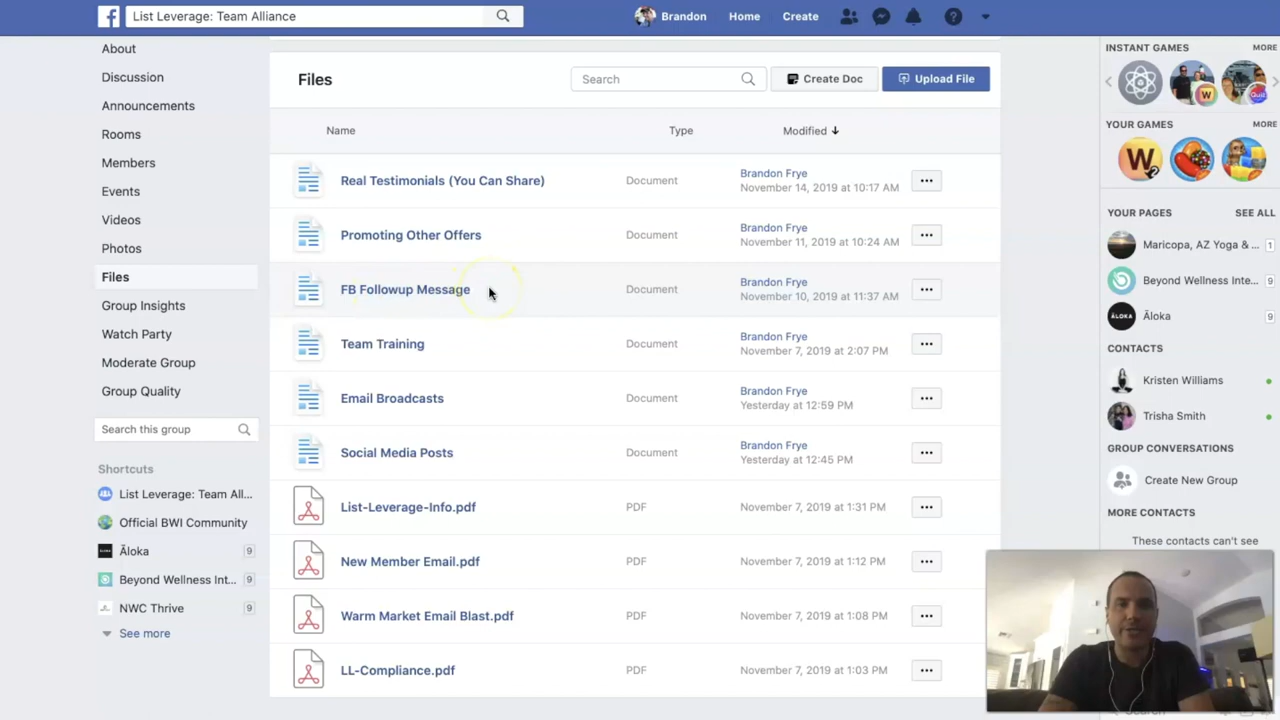 List Leverage: Team Alliance
Brandon
Home
Create
About
Discussion
Announcements
Rooms
Members
Events
Videos
Photos
Files
Group Insights
Watch Party
Moderate Group
Group Quality
Search this group
Shortcuts
List Leverage: Team All...
Official BWI Community
Āloka 9
Beyond Wellness Int... 9
NWC Thrive 9
See more
Files
Search
Create Doc
Upload File
Name Type Modified
Real Testimonials (You Can Share) Document Brandon Frye
November 14, 2019 at 10:17 AM
Promoting Other Offers Document Brandon Frye
November 11, 2019 at 10:24 AM
FB Followup Message Document Brandon Frye
November 10, 2019 at 11:37 AM
Team Training Document Brandon Frye
November 7, 2019 at 2:07 PM
Email Broadcasts Document Brandon Frye
Yesterday at 12:59 PM
Social Media Posts Document Brandon Frye
Yesterday at 12:45 PM
List-Leverage-Info.pdf PDF November 7, 2019 at 1:31 PM
New Member Email.pdf PDF November 7, 2019 at 1:12 PM
Warm Market Email Blast.pdf PDF November 7, 2019 at 1:08 PM
LL-Compliance.pdf PDF November 7, 2019 at 1:03 PM
INSTANT GAMES MORE
YOUR GAMES MORE
YOUR PAGES SEE ALL
Maricopa, AZ Yoga & ... 1
Beyond Wellness Inte... 9
ĀLOKA Āloka 9
CONTACTS
Kristen Williams
Trisha Smith
GROUP CONVERSATIONS
Create New Group
MORE CONTACTS
These contacts can't see